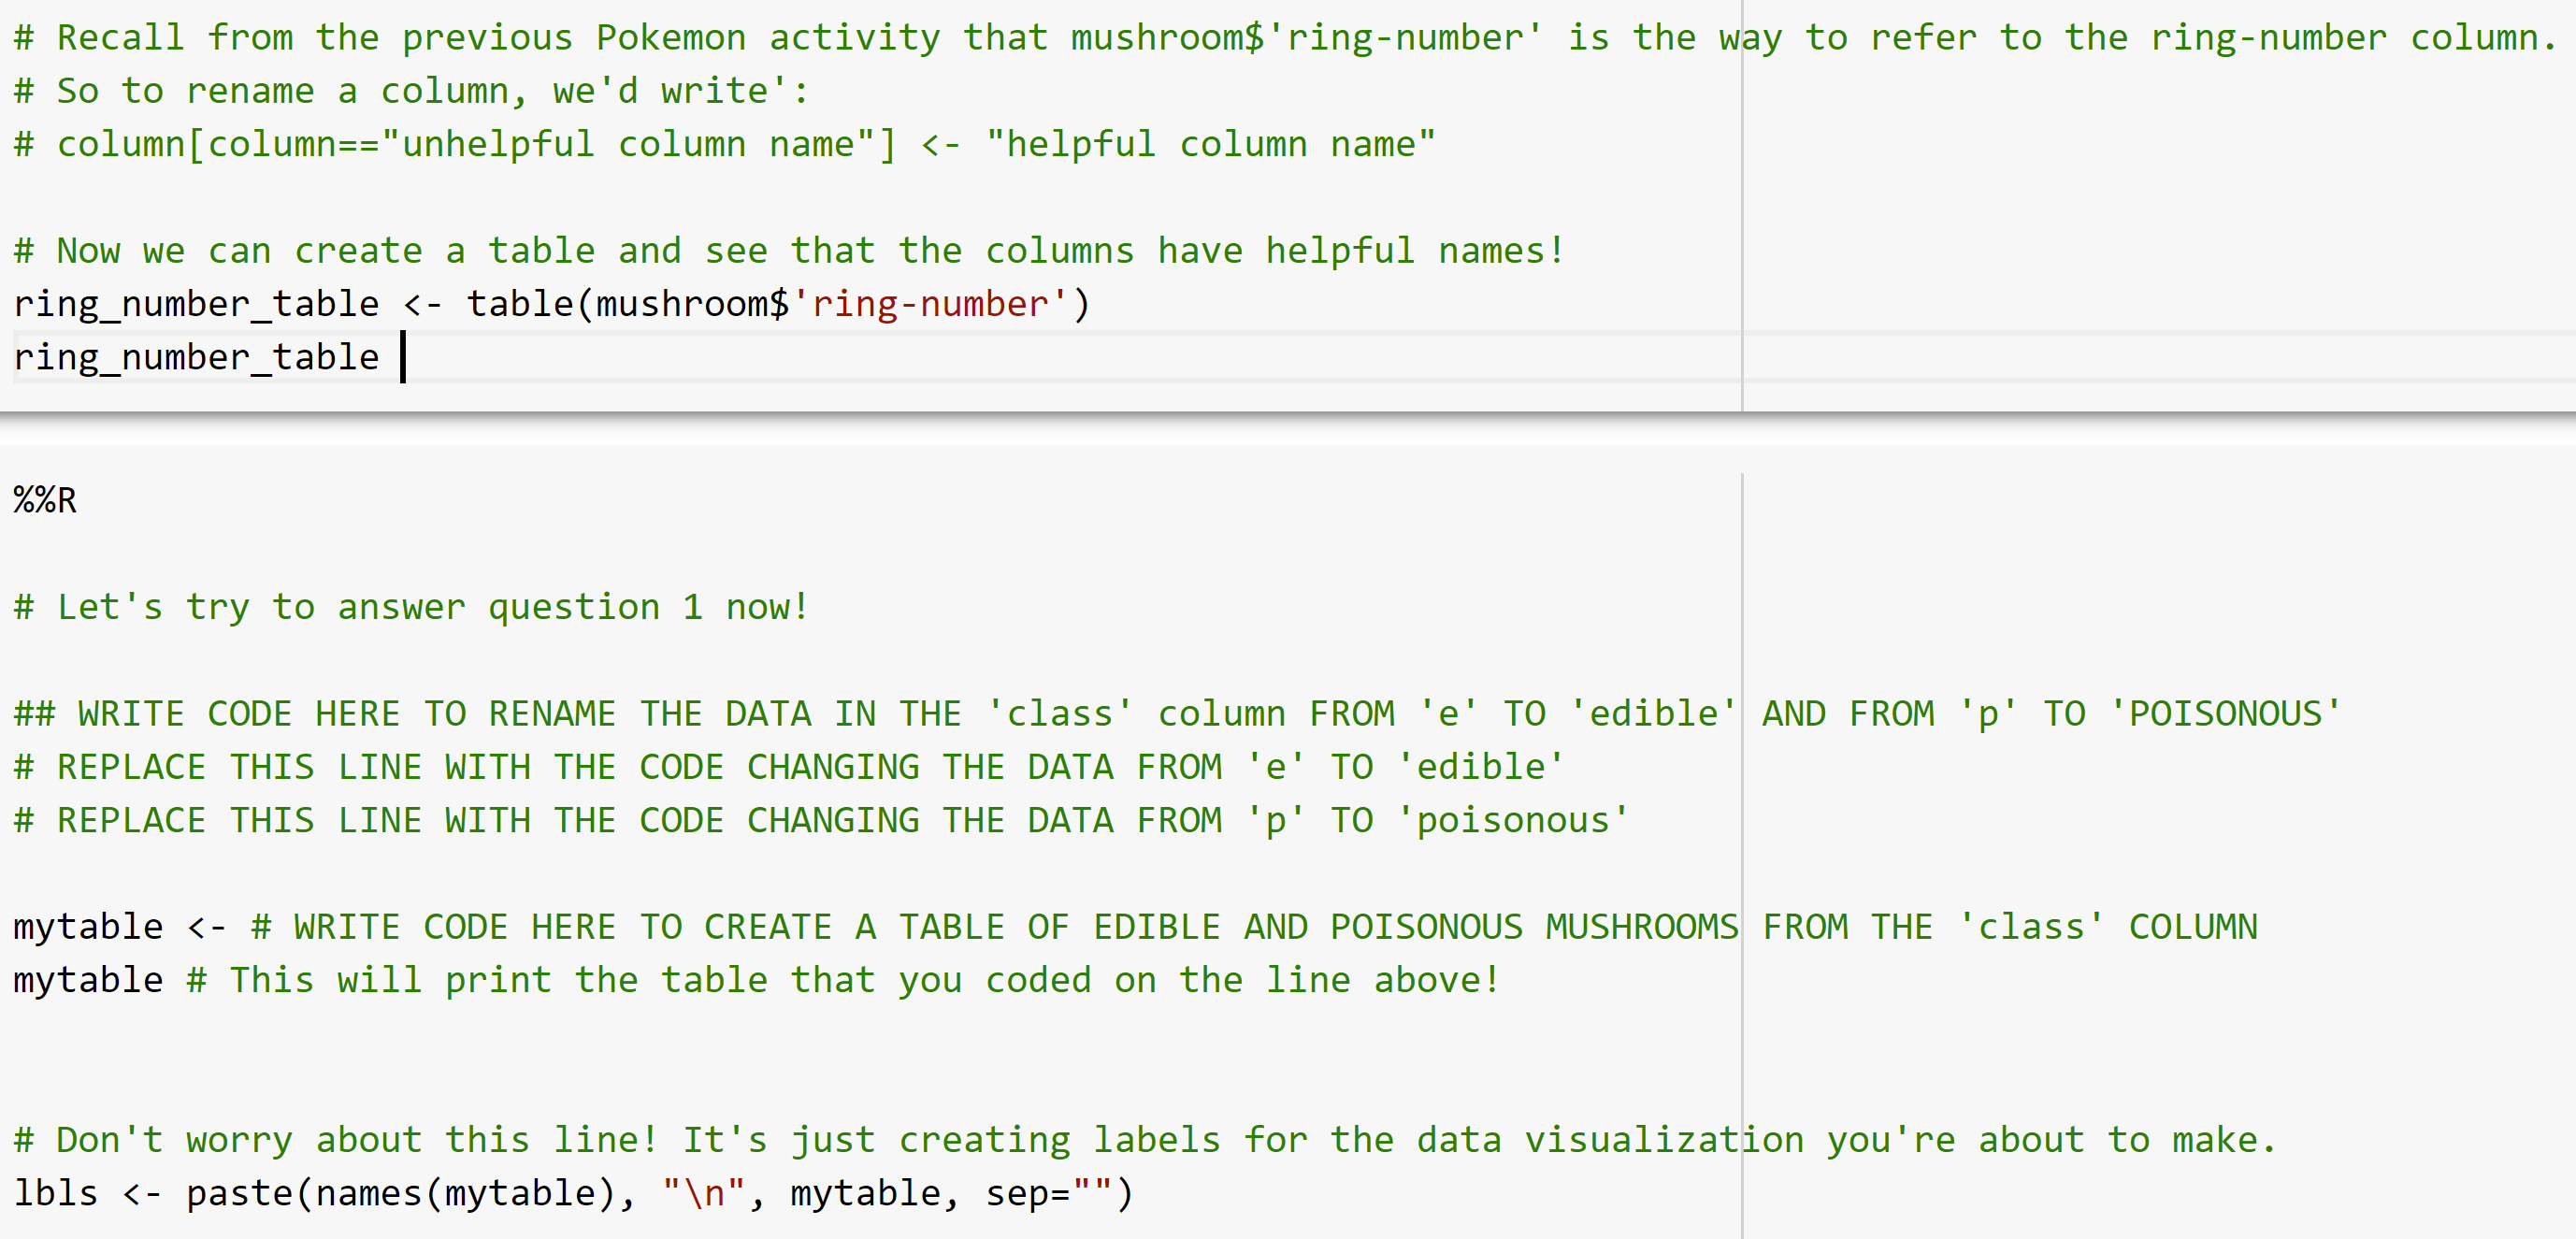 # Recall from the previous Pokemon activity that mushroom$'ring-number' is the way to refer to the ring-number column.
# So to rename a column, we'd write':
# column[column=="unhelpful column name"] <- "helpful column name"
# Now we can create a table and see that the columns have helpful names!
ring_number_table <- table(mushroom$'ring-number')
ring_number_table
%%R
# Let's try to answer question 1 now!
## WRITE CODE HERE TO RENAME THE DATA IN THE 'class' column FROM 'e' TO 'edible' AND FROM 'p' TO 'POISONOUS'
# REPLACE THIS LINE WITH THE CODE CHANGING THE DATA FROM 'e' TO 'edible'
# REPLACE THIS LINE WITH THE CODE CHANGING THE DATA FROM 'p' TO 'poisonous'
mytable <- # WRITE CODE HERE TO CREATE A TABLE OF EDIBLE AND POISONOUS MUSHROOMS FROM THE 'class' COLUMN
mytable # This will print the table that you coded on the line above!
# Don't worry about this line! It's just creating labels for the data visualization you're about to make.
lbls <- paste(names(mytable), "\n", mytable, sep="")